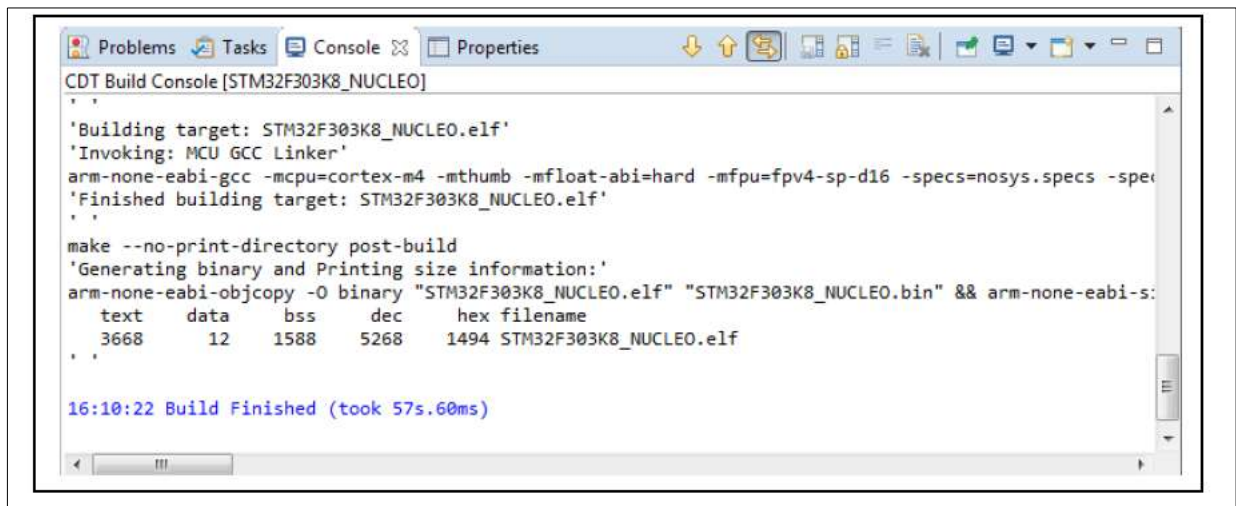 Problems Tasks Console Properties
CDT Build Console [STM32F303K8_NUCLEO]
' '
'Building target: STM32F303K8_NUCLEO.elf'
'Invoking: MCU GCC Linker'
arm-none-eabi-gcc -mcpu=cortex-m4 -mthumb -mfloat-abi=hard -mfpu=fpv4-sp-d16 -specs=nosys.specs -spe
'Finished building target: STM32F303K8_NUCLEO.elf'
' '
make --no-print-directory post-build
'Generating binary and Printing size information:'
arm-none-eabi-objcopy -O binary "STM32F303K8_NUCLEO.elf" "STM32F303K8_NUCLEO.bin" && arm-none-eabi-s
text data bss dec hex filename
3668 12 1588 5268 1494 STM32F303K8_NUCLEO.elf
' '
16:10:22 Build Finished (took 57s.60ms)